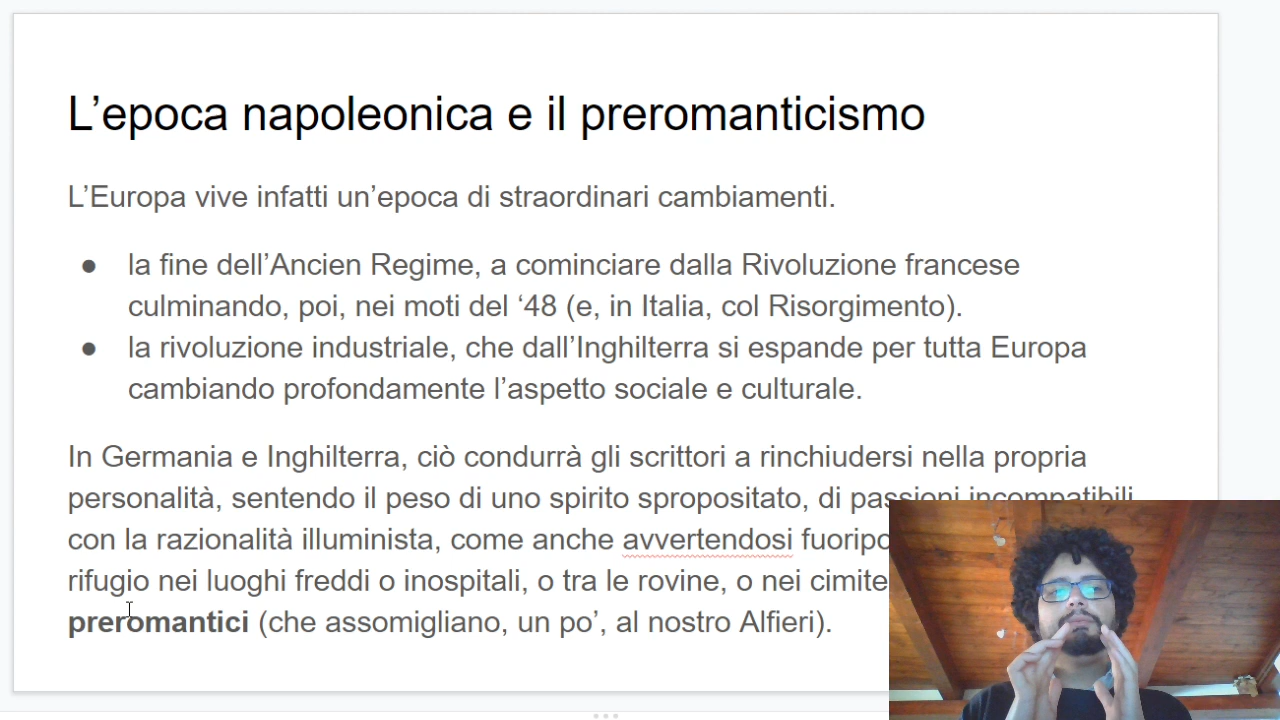 L’epoca napoleonica e il preromanticismo
L’Europa vive infatti un’epoca di straordinari cambiamenti.
● la fine dell’Ancien Regime, a cominciare dalla Rivoluzione francese
culminando, poi, nei moti del ‘48 (e, in Italia, col Risorgimento).
● la rivoluzione industriale, che dall’Inghilterra si espande per tutta Europa
cambiando profondamente l’aspetto sociale e culturale.
In Germania e Inghilterra, ciò condurrà gli scrittori a rinchiudersi nella propria
personalità, sentendo il peso di uno spirito spropositato, di passioni incompatibili
con la razionalità illuminista, come anche avvertendosi
rifugio nei luoghi freddi o inospitali, o tra le rovine, o nei
preromantici (che assomigliano, un po’, al nostro Alfieri).